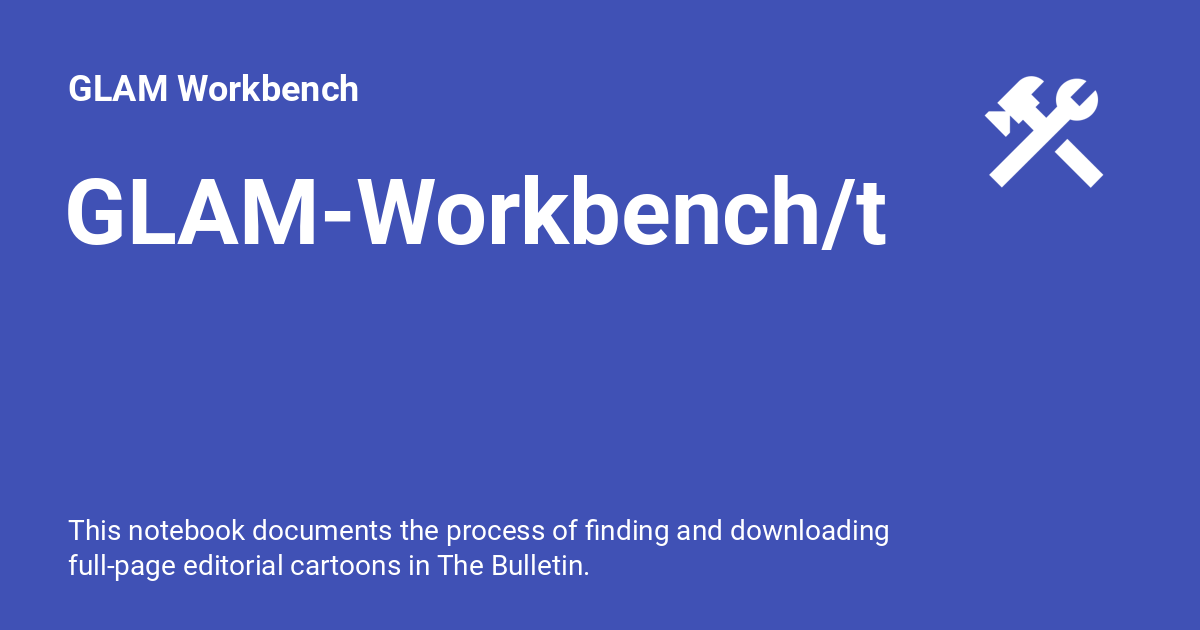 GLAM Workbench
GLAM-Workbench/t
This notebook documents the process of finding and downloading
full-page editorial cartoons in The Bulletin.